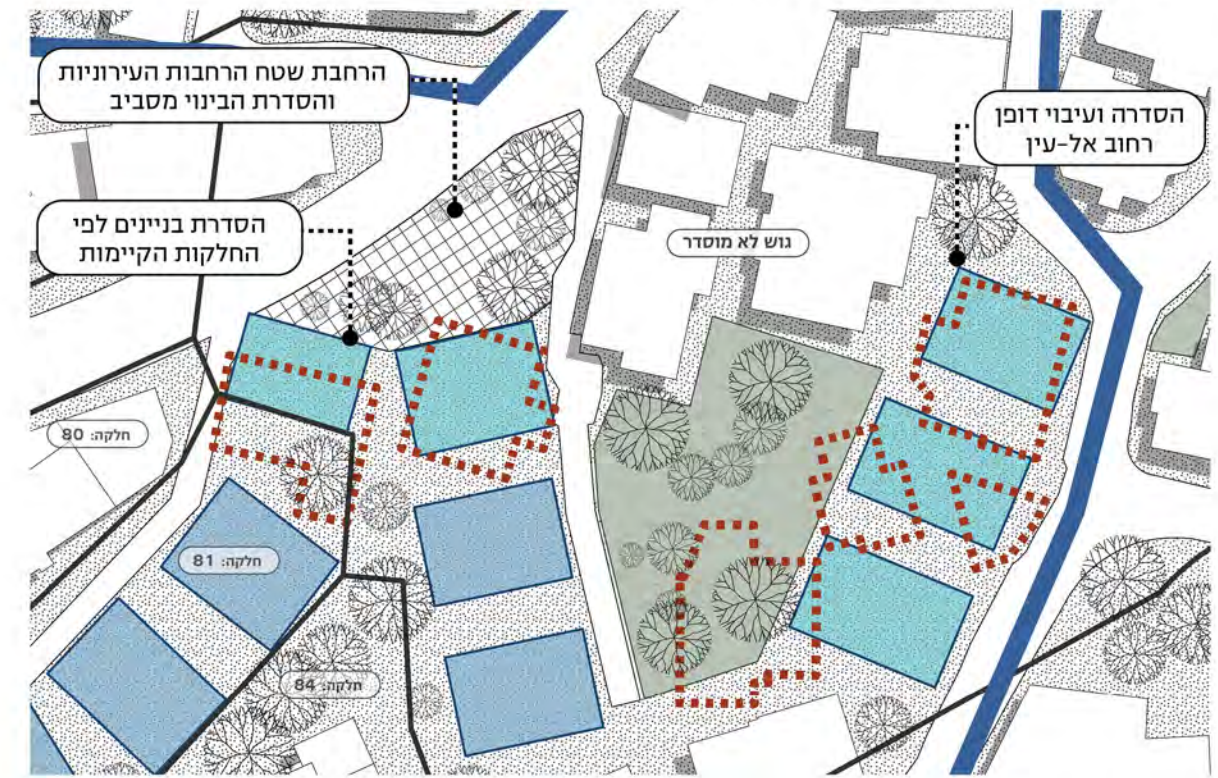 הרחבת שטח הרחבות העירוניות
והסדרת הבינוי מסביב
הסדרה ועיבוי דופן
רחוב אל-עין
הסדרת בניינים לפי
החלקות הקיימות
גוש לא מוסדר
חלקה: 80
חלקה: 81
חלקה: 84